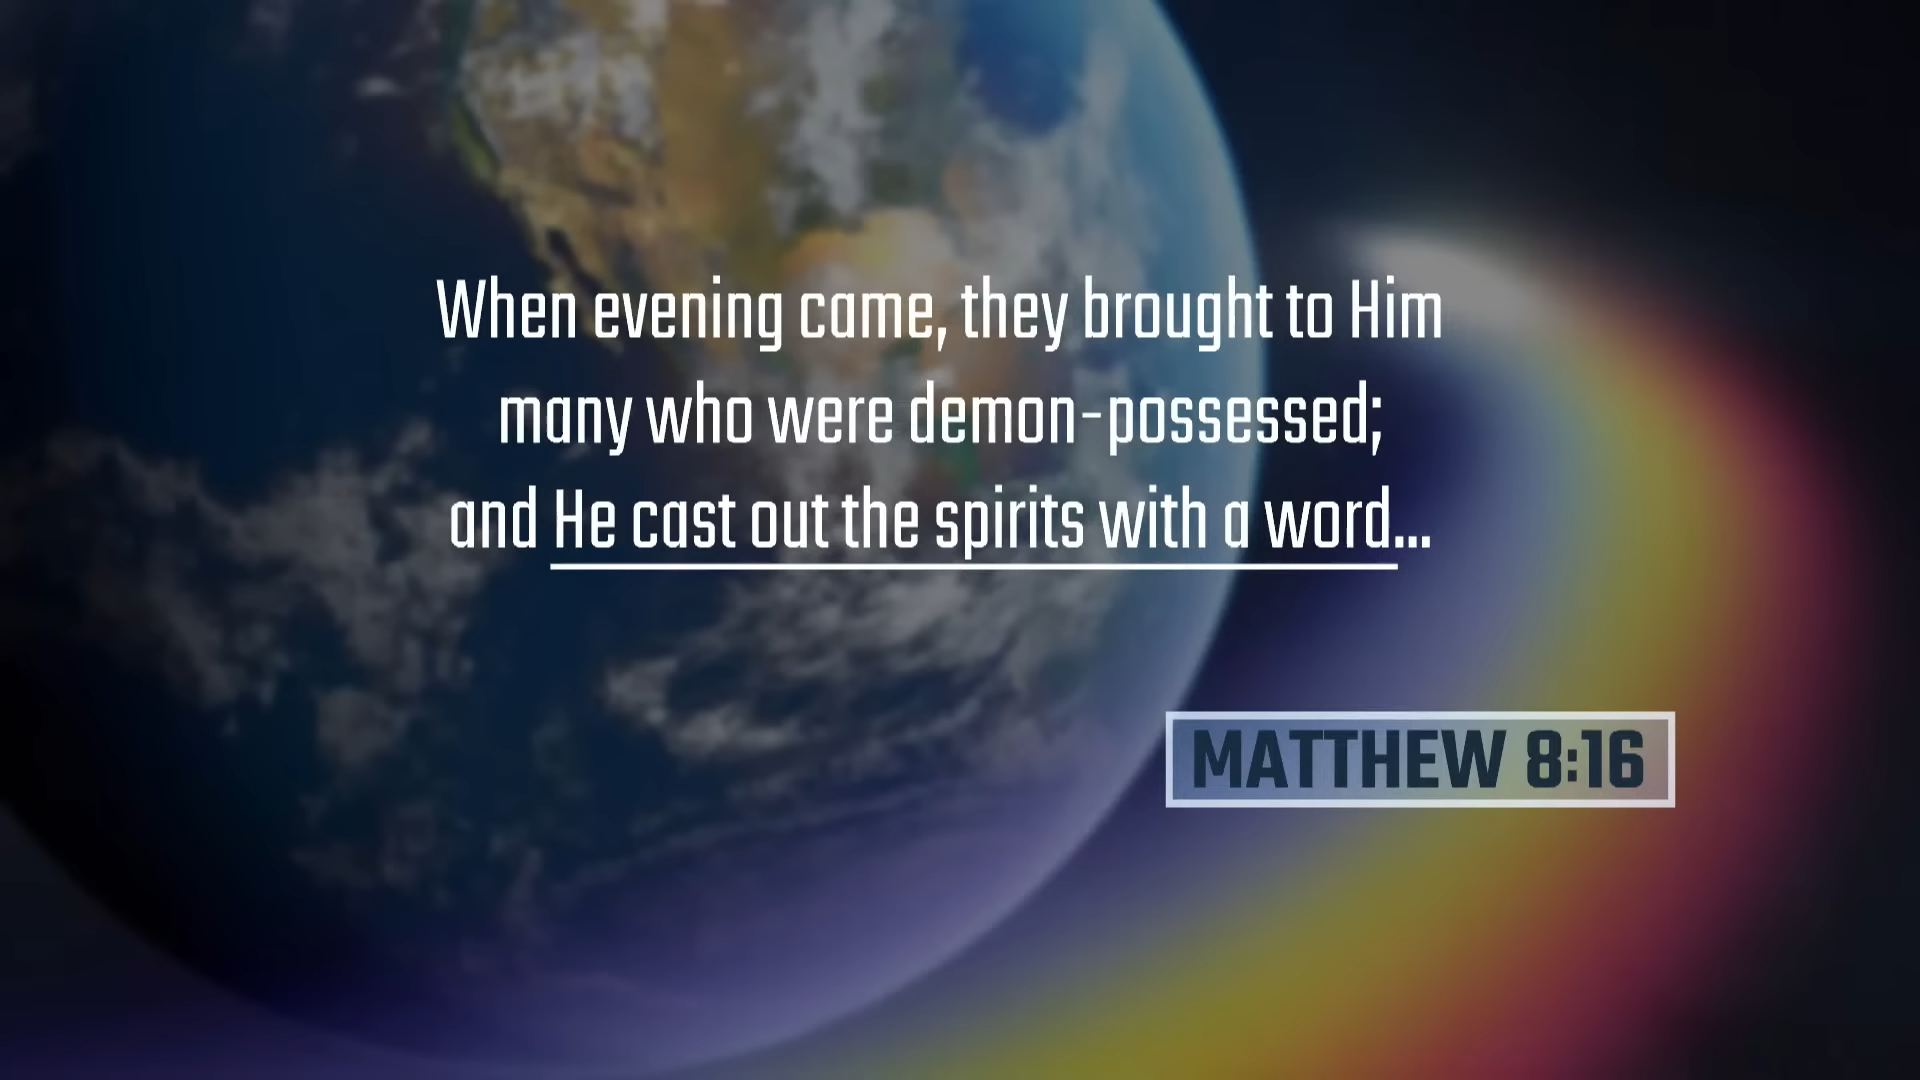 When evening came, they brought to Him
many who were demon-possessed;
and He cast out the spirits with a word...
MATTHEW 8:16